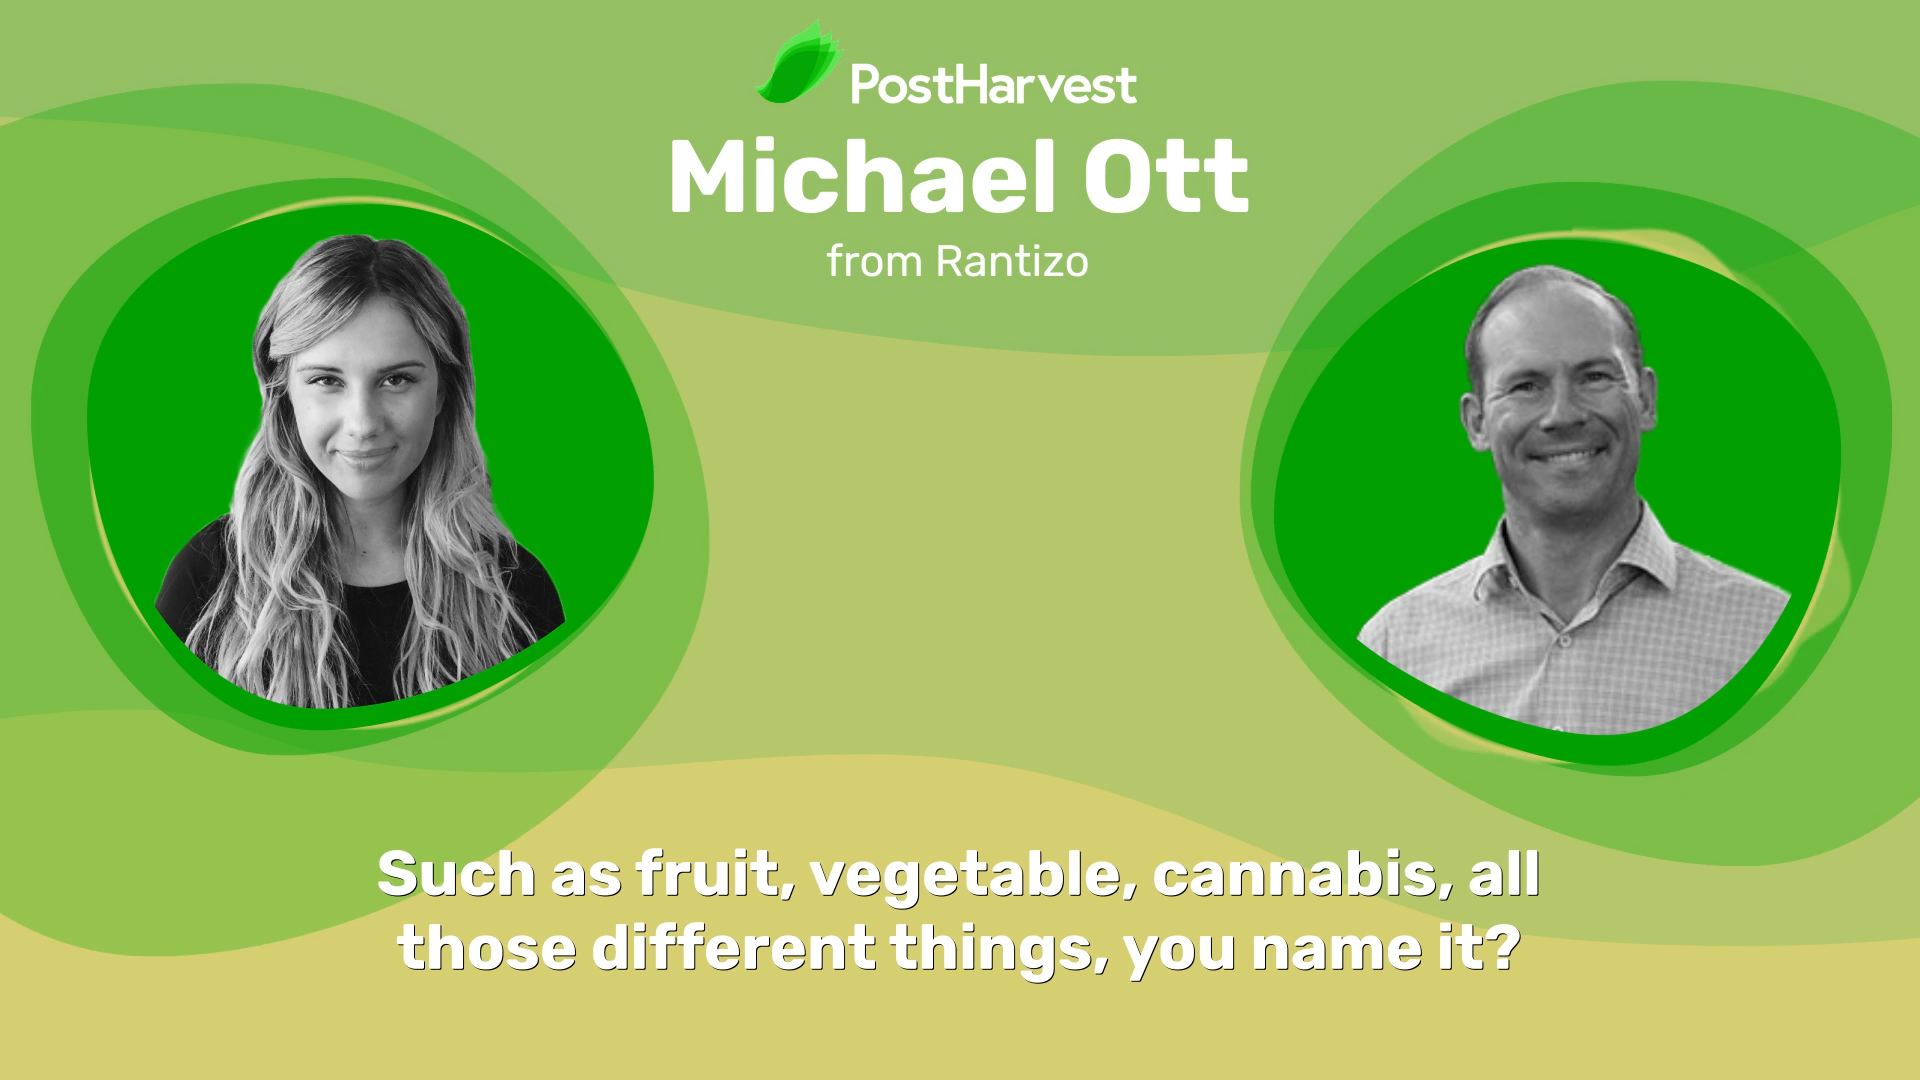 PostHarvest
Michael Ott
from Rantizo
Such as fruit, vegetable, cannabis, all
those different things, you name it?